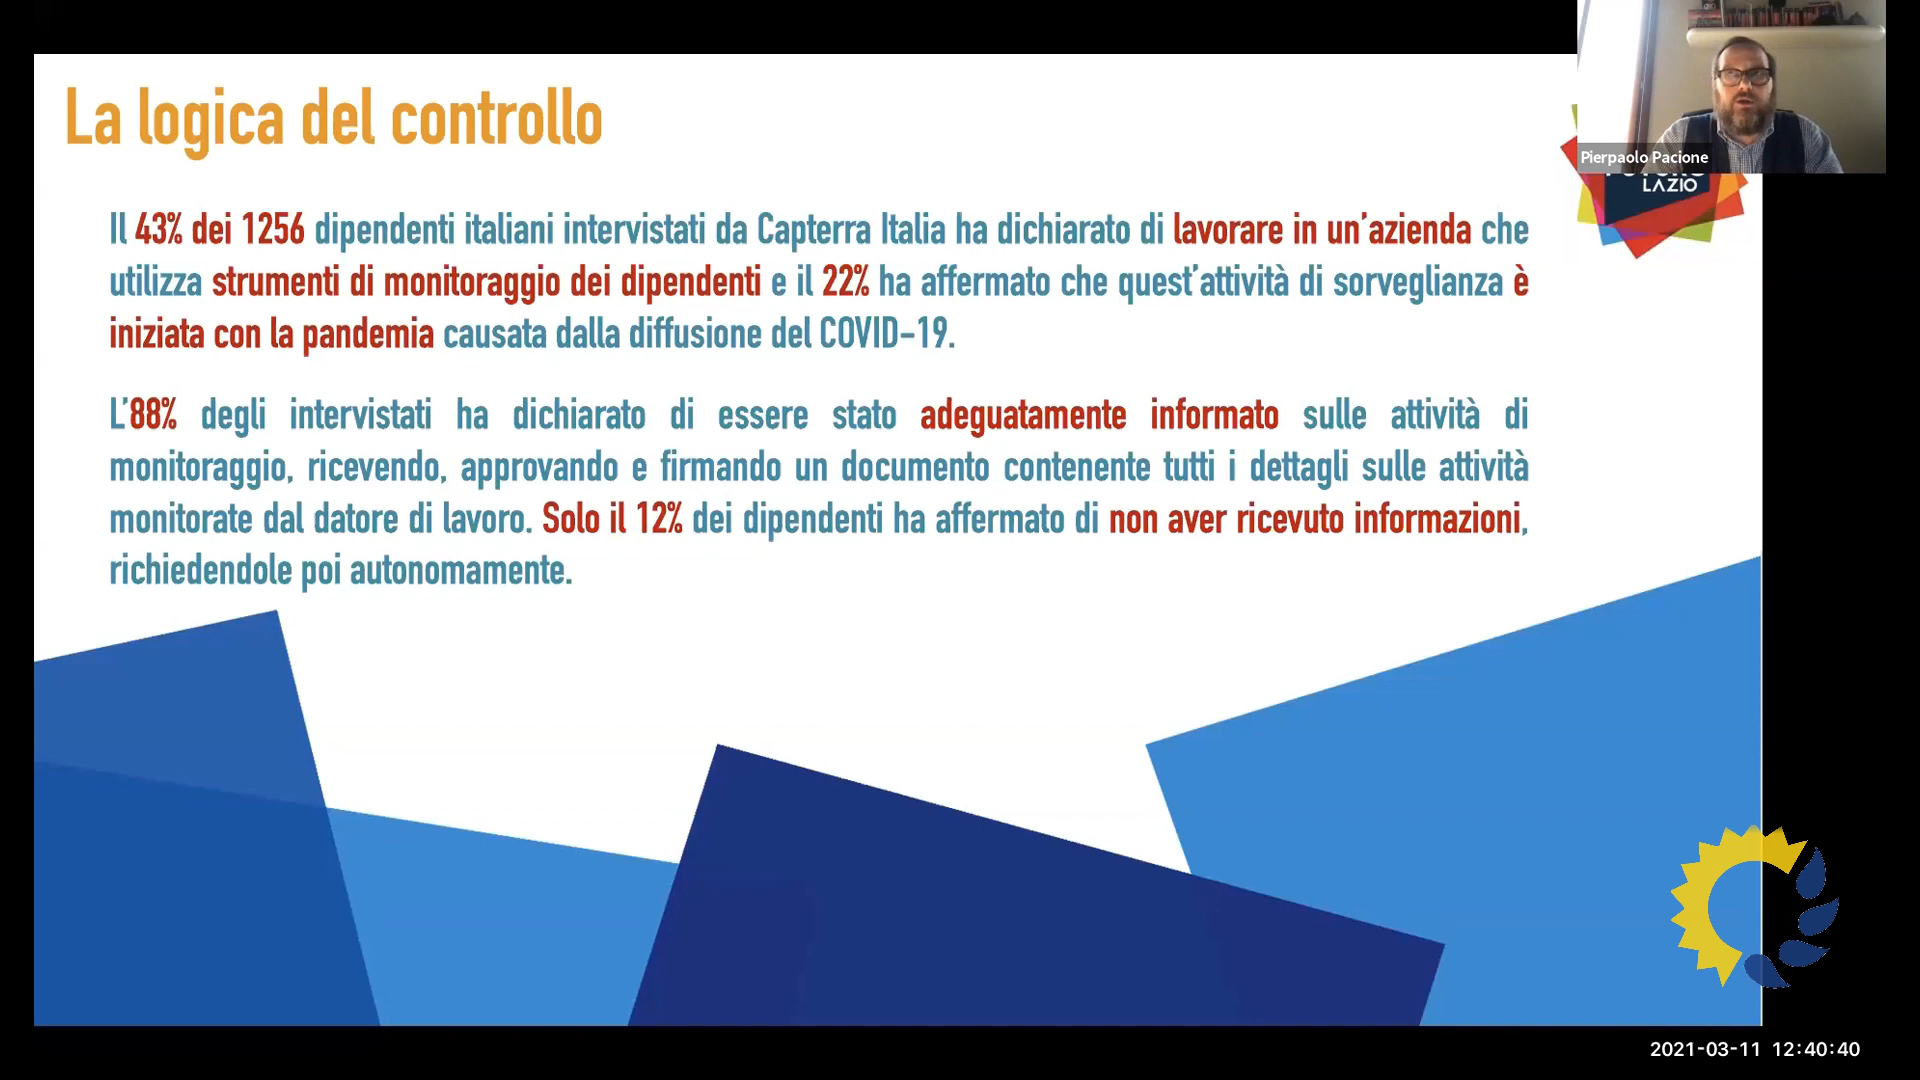 La logica del controllo
Pierpaolo Pacione
LAZIO
Il 43% dei 1256 dipendenti italiani intervistati da Capterra Italia ha dichiarato di lavorare in un'azienda che
utilizza strumenti di monitoraggio dei dipendenti e il 22% ha affermato che quest'attività di sorveglianza è
iniziata con la pandemia causata dalla diffusione del COVID-19.
L'88% degli intervistati ha dichiarato di essere stato adeguatamente informato sulle attività di
monitoraggio, ricevendo, approvando e firmando un documento contenente tutti i dettagli sulle attività
monitorate dal datore di lavoro. Solo il 12% dei dipendenti ha affermato di non aver ricevuto informazioni,
richiedendole poi autonomamente.
2021-03-11 12:40:40